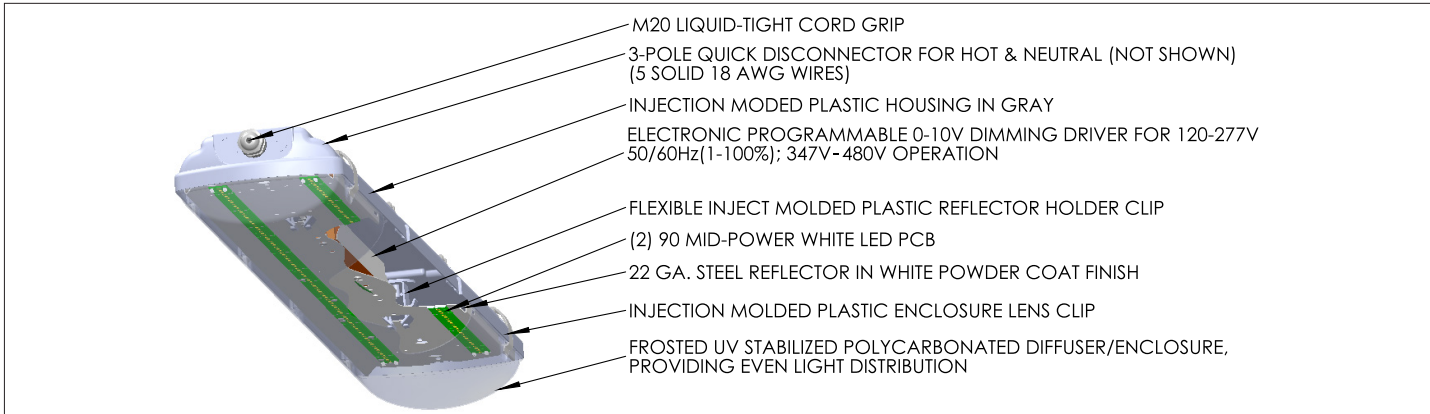 M20 LIQUID-TIGHT CORD GRIP
3-POLE QUICK DISCONNECTOR FOR HOT & NEUTRAL (NOT SHOWN)
(5 SOLID 18 AWG WIRES)
INJECTION MODED PLASTIC HOUSING IN GRAY
ELECTRONIC PROGRAMMABLE 0-10V DIMMING DRIVER FOR 120-277V
50/60Hz(1-100%); 347V-480V OPERATION
FLEXIBLE INJECT MOLDED PLASTIC REFLECTOR HOLDER CLIP
(2) 90 MID-POWER WHITE LED PCB
22 GA. STEEL REFLECTOR IN WHITE POWDER COAT FINISH
INJECTION MOLDED PLASTIC ENCLOSURE LENS CLIP
FROSTED UV STABILIZED POLYCARBONATED DIFFUSER/ENCLOSURE,
PROVIDING EVEN LIGHT DISTRIBUTION